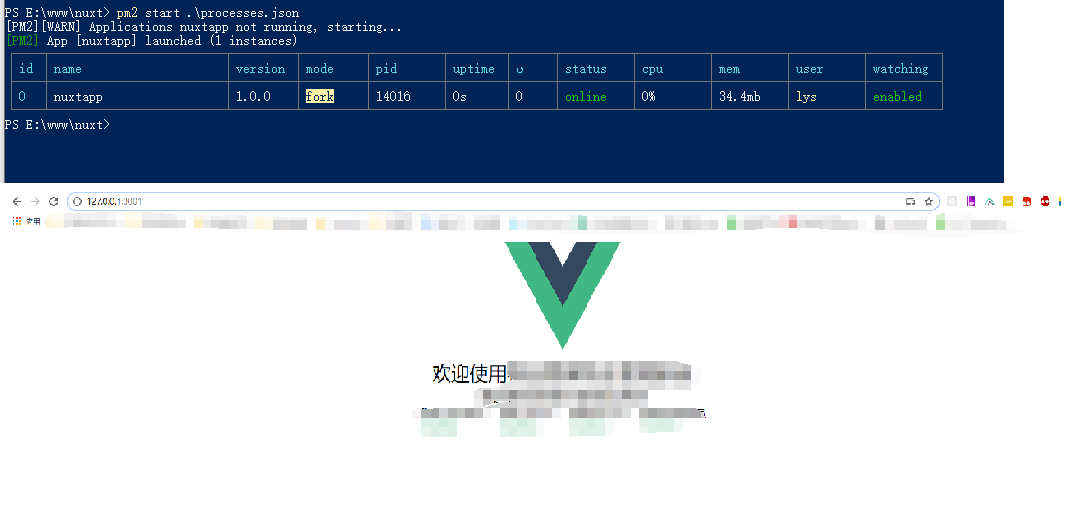 PS E:\www\nuxt> pm2 start .\processes.json
[PM2][WARN] Applications nuxtapp not running, starting...
[PM2] App [nuxtapp] launched (1 instances)
id name version mode pid uptime ↺ status cpu mem user watching
0 nuxtapp 1.0.0 fork 14016 0s 0 online 0% 34.4mb lys enabled
PS E:\www\nuxt>
127.0.0.1:3001
应用
欢迎使用